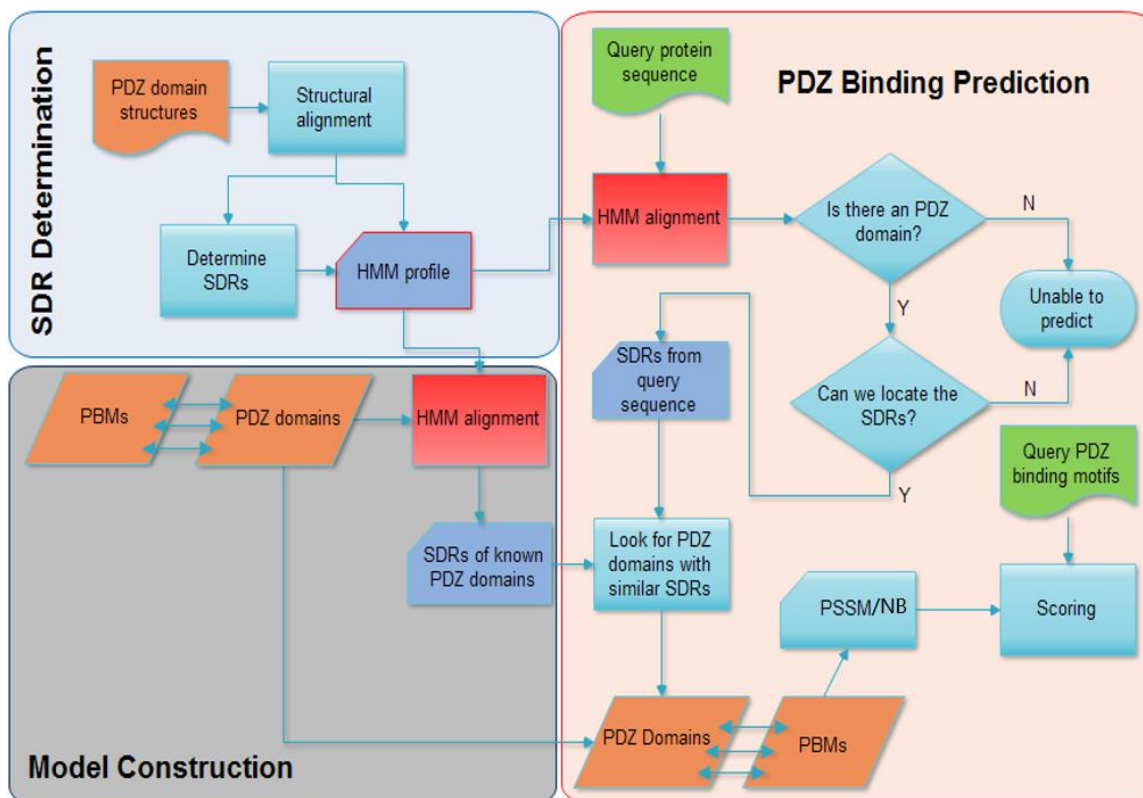 SDR Determination
PDZ domain
structures
Structural
alignment
Determine
SDRs
HMM profile
Model Construction
PBMs
PDZ domains
HMM alignment
SDRs of known
PDZ domains
PDZ Binding Prediction
Query protein
sequence
HMM alignment
Is there an PDZ
domain?
N
Y
Unable to
predict
Can we locate the
SDRs?
N
Y
SDRs from
query
sequence
Look for PDZ
domains with
similar SDRs
Query PDZ
binding motifs
PSSM/NB
Scoring
PDZ Domains
PBMs